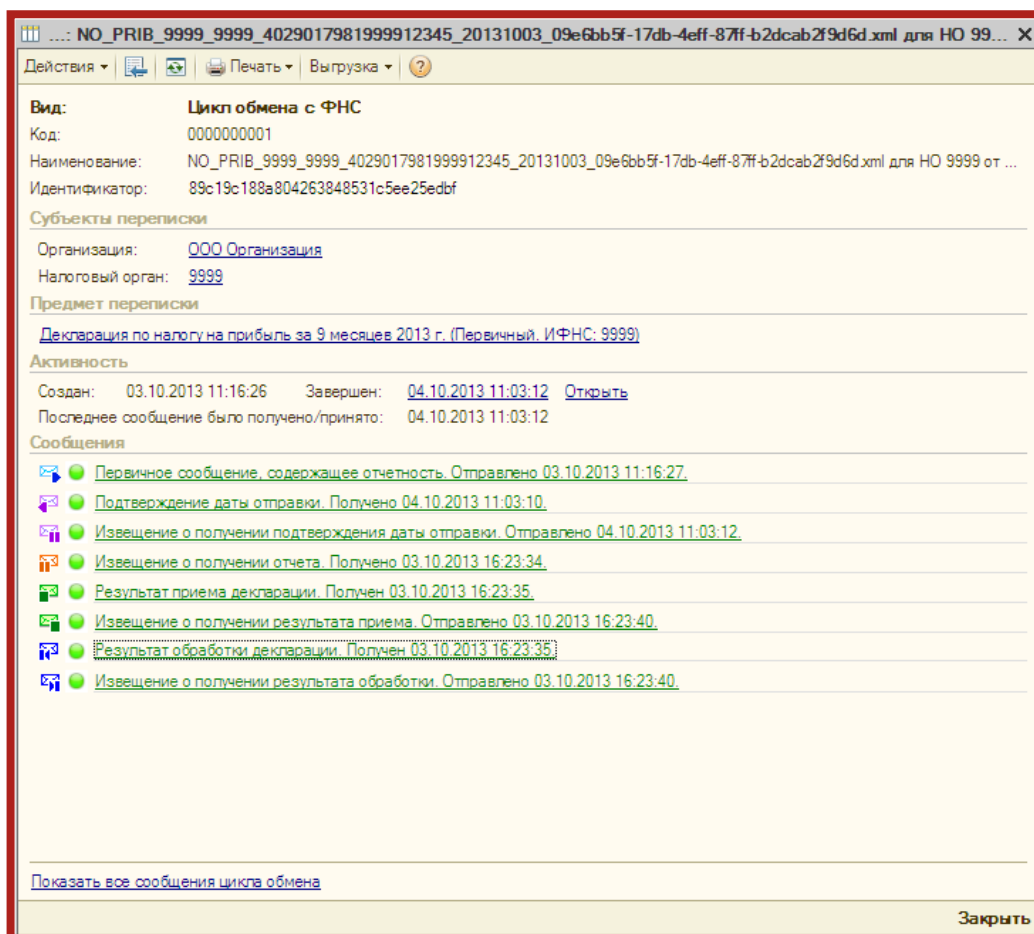 ...: NO_PRIB_9999_9999_4029017981999912345_20131003_09e6bb5f-17db-4eff-87ff-b2dcab2f9d6d.xml для НО 99...
Действия Печать Выгрузка ?
Вид: Цикл обмена с ФНС
Код: 0000000001
Наименование: NO_PRIB_9999_9999_4029017981999912345_20131003_09e6bb5f-17db-4eff-87ff-b2dcab2f9d6d.xml для НО 9999 от ...
Идентификатор: 89c19c188a804263848531c5ee25edbf
Субъекты переписки
Организация: ООО Организация
Налоговый орган: 9999
Предмет переписки
Декларация по налогу на прибыль за 9 месяцев 2013 г. (Первичный. ИФНС: 9999)
Активность
Создан: 03.10.2013 11:16:26 Завершен: 04.10.2013 11:03:12 Открыть
Последнее сообщение было получено/принято: 04.10.2013 11:03:12
Сообщения
Первичное сообщение, содержащее отчетность. Отправлено 03.10.2013 11:16:27.
Подтверждение даты отправки. Получено 04.10.2013 11:03:10.
Извещение о получении подтверждения даты отправки. Отправлено 04.10.2013 11:03:12.
Извещение о получении отчета. Получено 03.10.2013 16:23:34.
Результат приема декларации. Получен 03.10.2013 16:23:35.
Извещение о получении результата приема. Отправлено 03.10.2013 16:23:40.
Результат обработки декларации. Получен 03.10.2013 16:23:35.
Извещение о получении результата обработки. Отправлено 03.10.2013 16:23:40.
Показать все сообщения цикла обмена
Закрыть